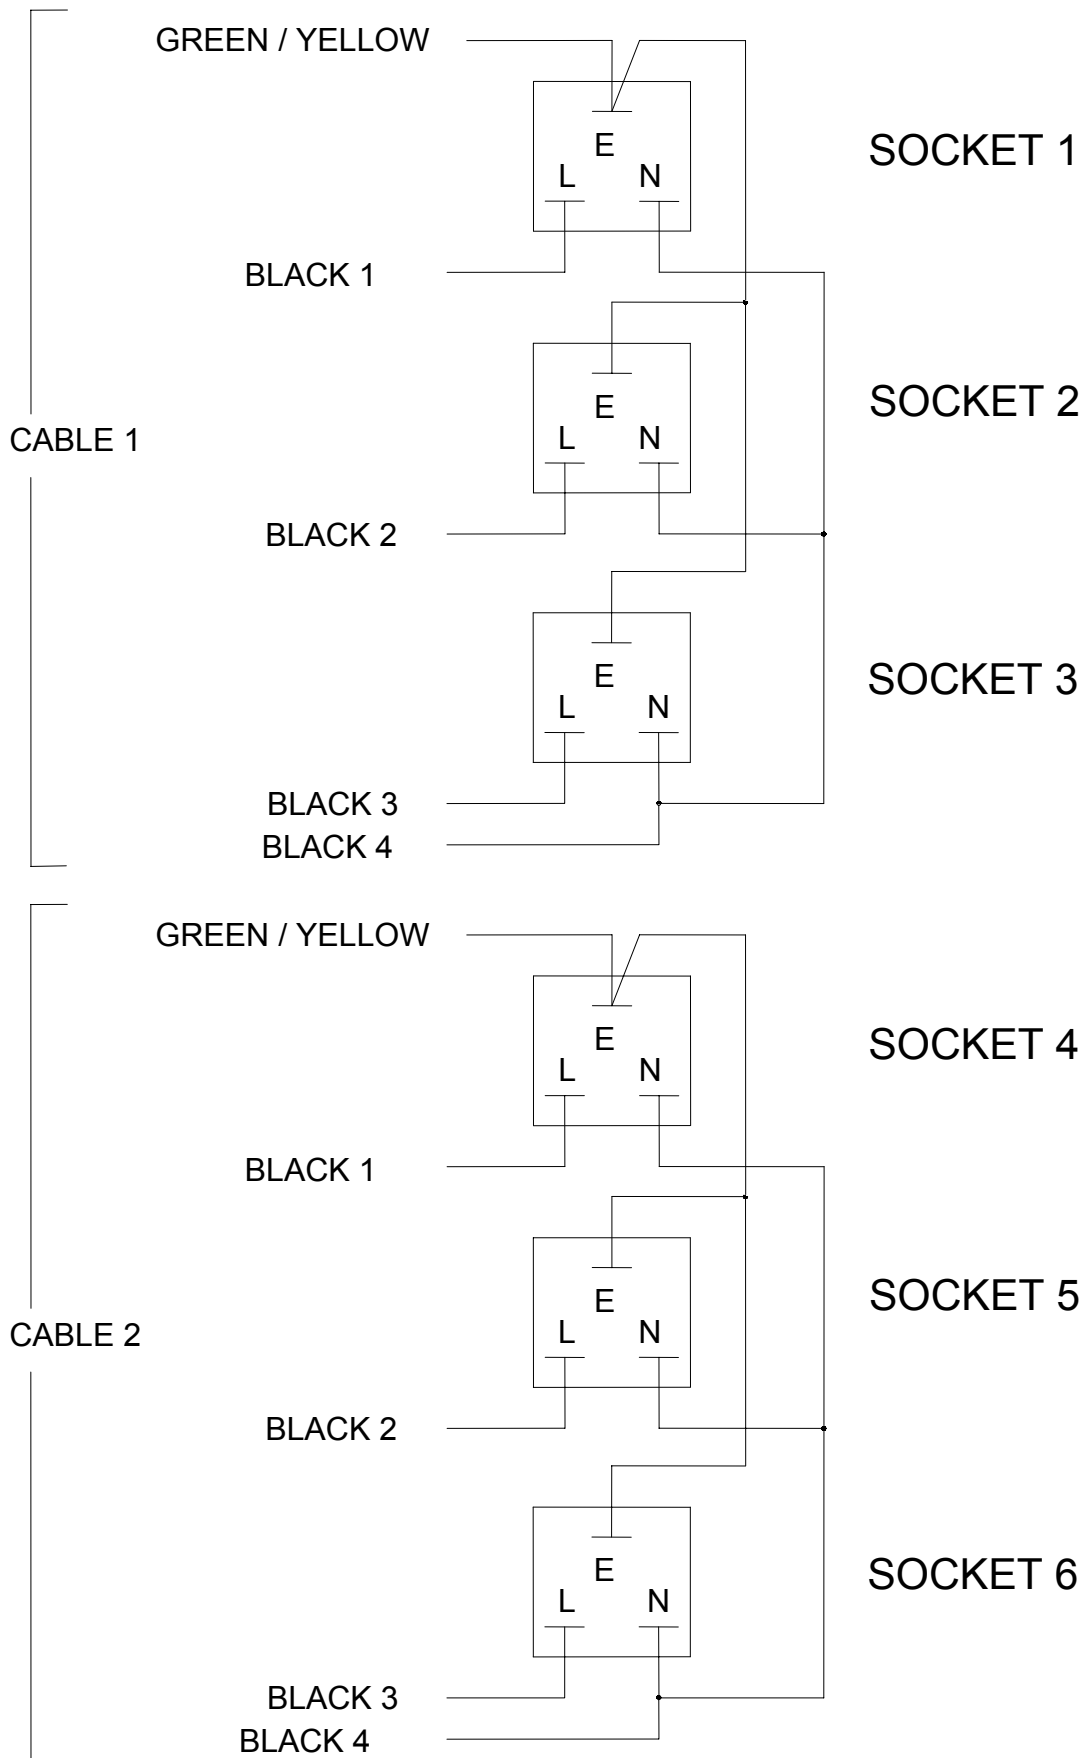 GREEN / YELLOW
E
SOCKET 1
L N
BLACK 1
SOCKET 2
E
L N
CABLE 1
BLACK 2
E
SOCKET 3
L N
BLACK 3
BLACK 4
GREEN / YELLOW
E
SOCKET 4
L N
BLACK 1
E
SOCKET 5
L N
CABLE 2
BLACK 2
E
SOCKET 6
L N
BLACK 3
BLACK 4